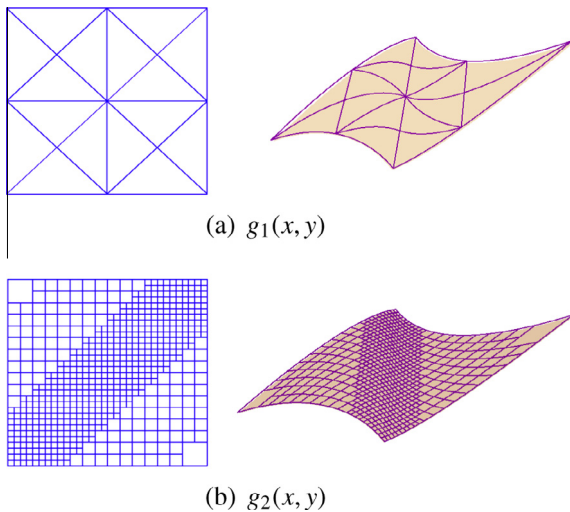 (a) g₁(x, y)
(b) g₂(x, y)